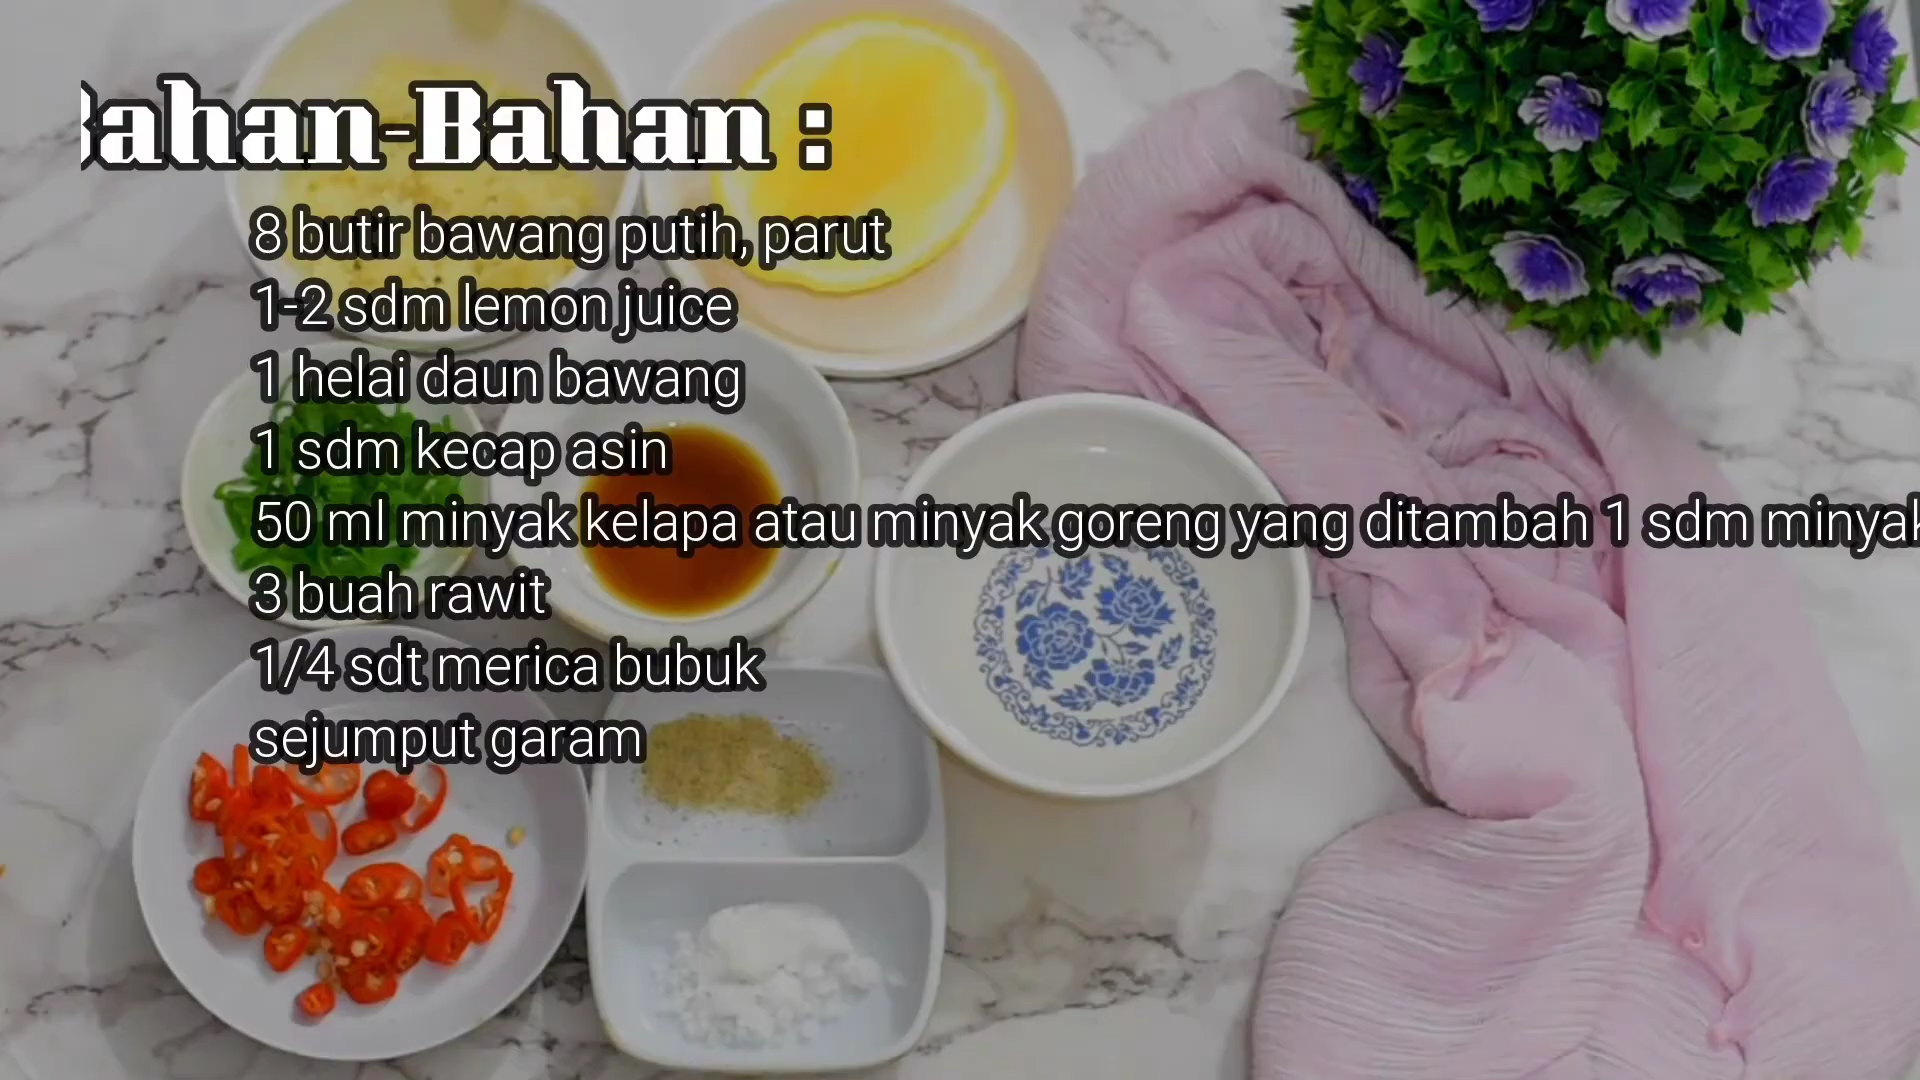 Bahan-Bahan :
8 butir bawang putih, parut
1-2 sdm lemon juice
1 helai daun bawang
1 sdm kecap asin
50 ml minyak kelapa atau minyak goreng yang ditambah 1 sdm minyak
3 buah rawit
1/4 sdt merica bubuk
sejumput garam